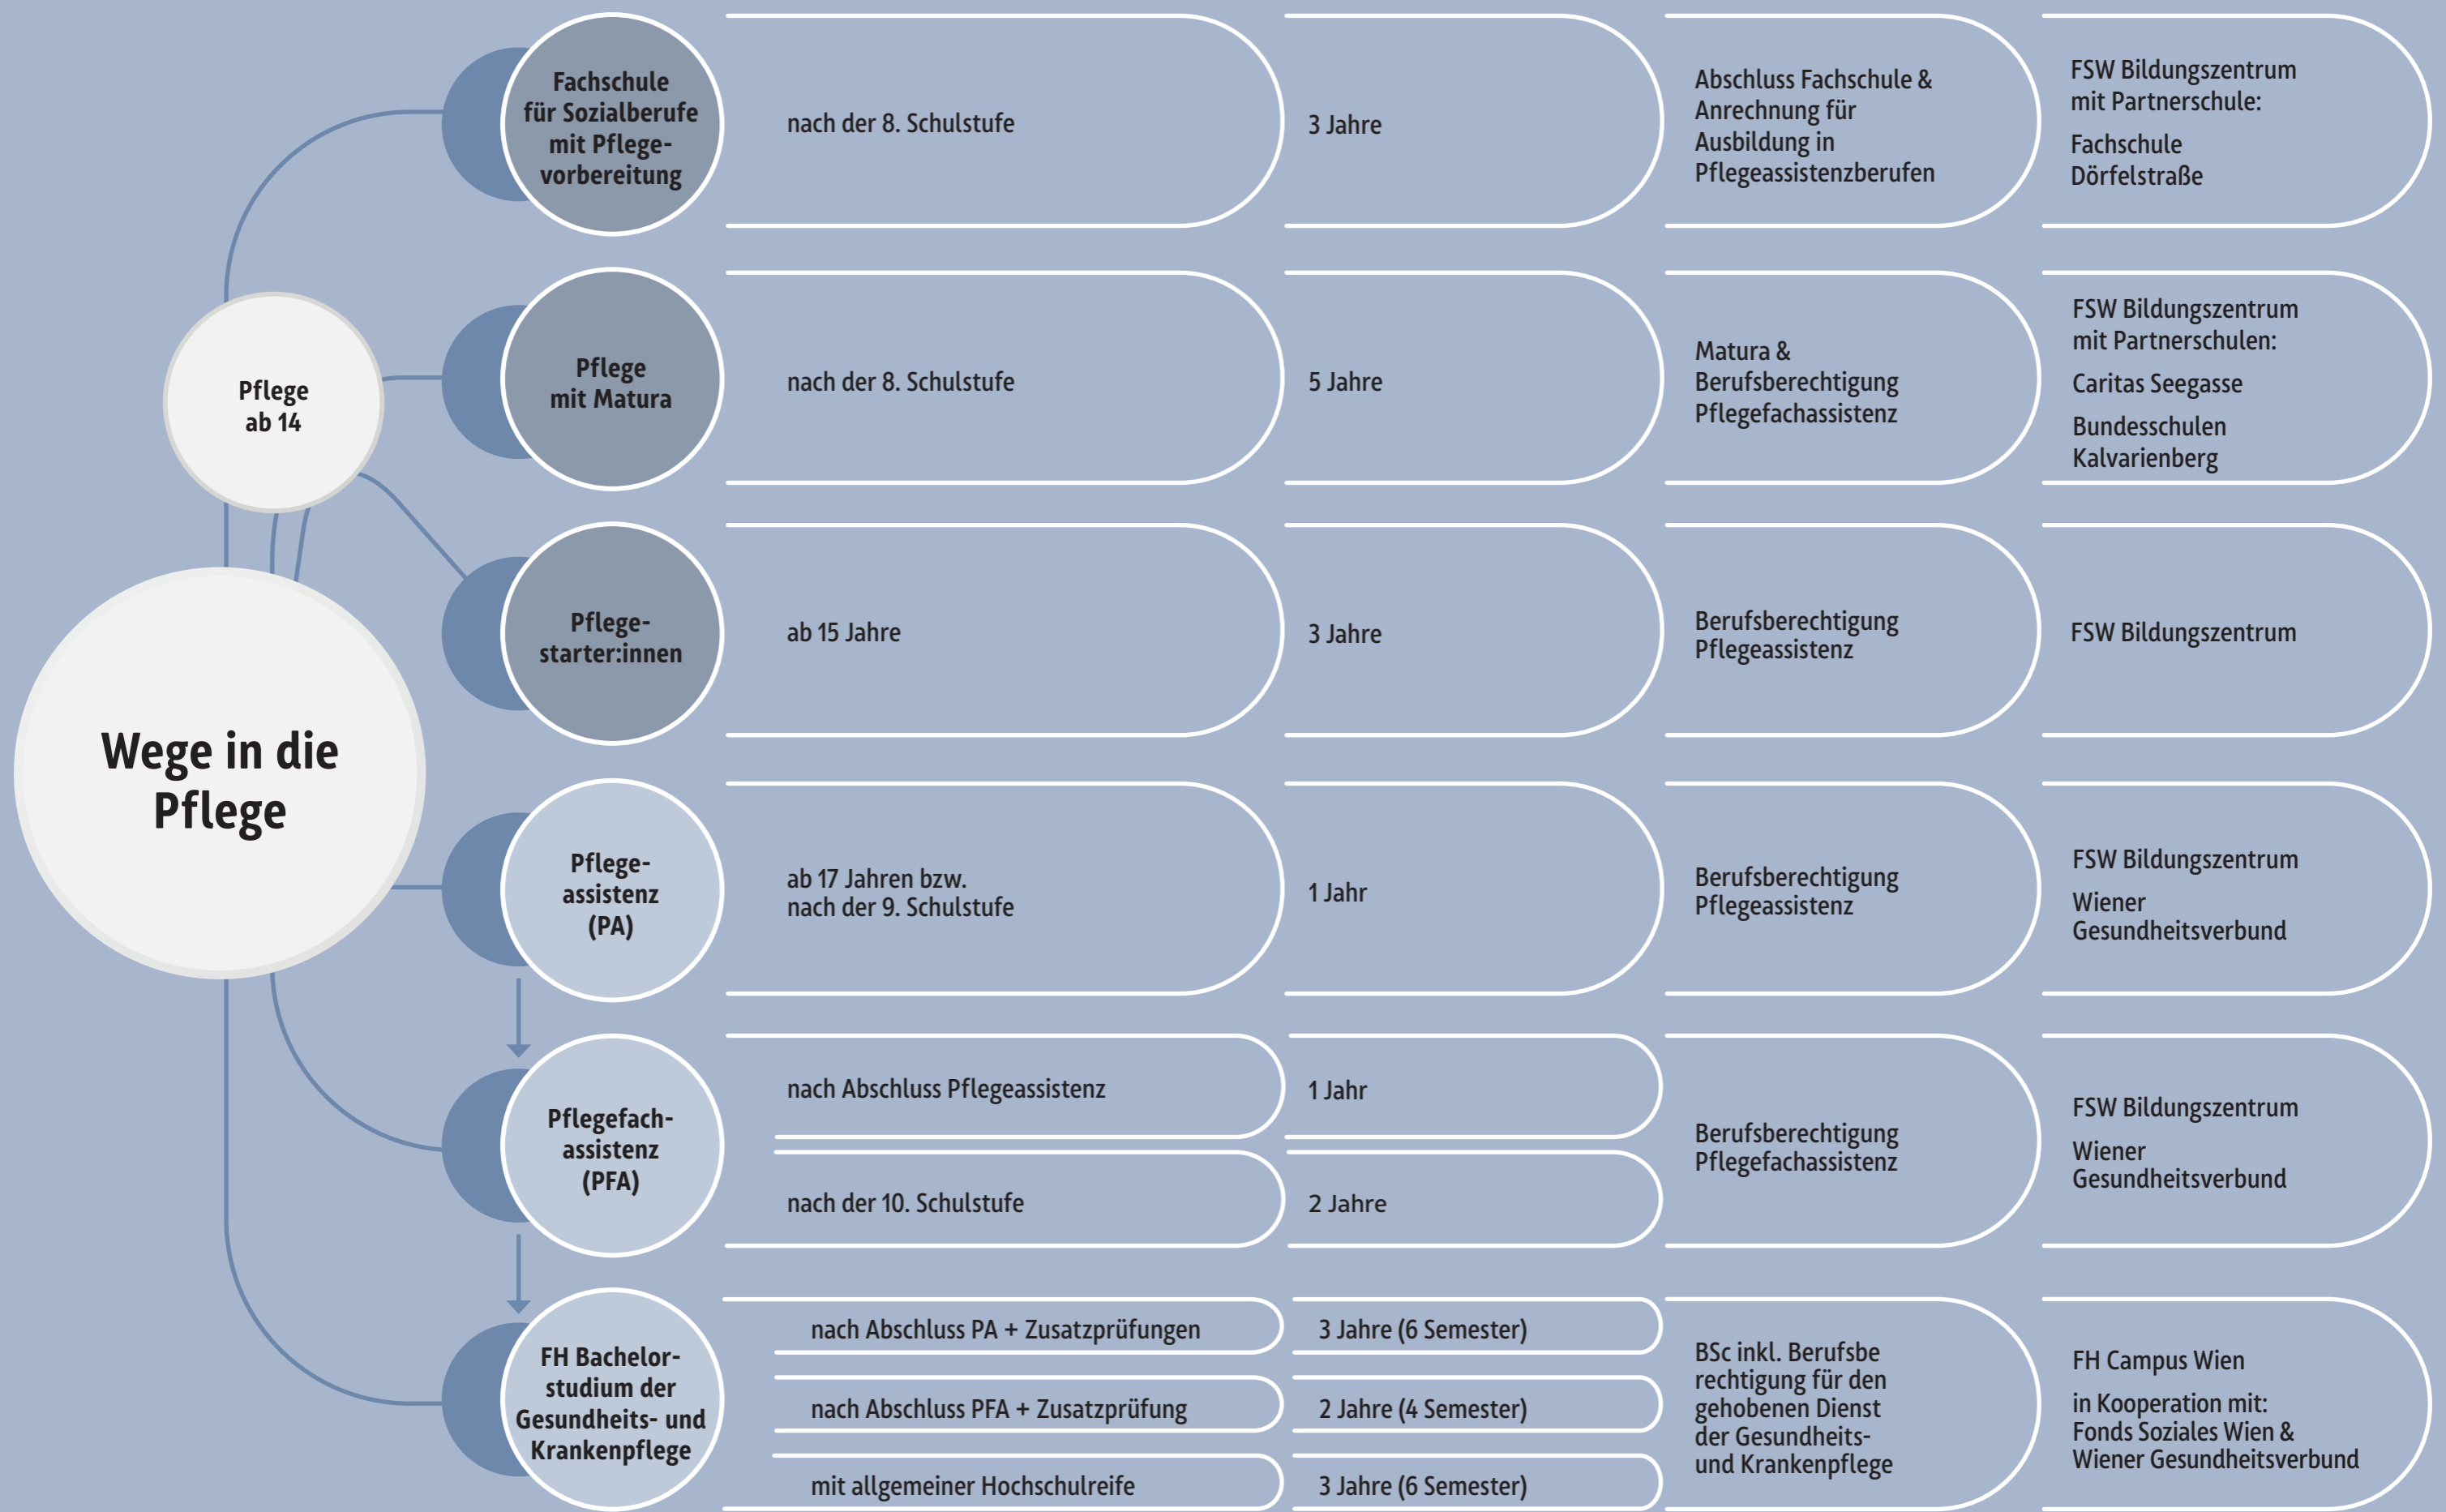 Wege in die
Pflege
Pflege
ab 14
Fachschule
für Sozialberufe
mit Pflege-
vorbereitung
nach der 8. Schulstufe
3 Jahre
Abschluss Fachschule &
Anrechnung für
Ausbildung in
Pflegeassistenzberufen
FSW Bildungszentrum
mit Partnerschule:
Fachschule
Dörfelstraße
Pflege
mit Matura
nach der 8. Schulstufe
5 Jahre
Matura &
Berufsberechtigung
Pflegefachassistenz
FSW Bildungszentrum
mit Partnerschulen:
Caritas Seegasse
Bundesschulen
Kalvarienberg
Pflege-
starter:innen
ab 15 Jahre
3 Jahre
Berufsberechtigung
Pflegeassistenz
FSW Bildungszentrum
Pflege-
assistenz
(PA)
ab 17 Jahren bzw.
nach der 9. Schulstufe
1 Jahr
Berufsberechtigung
Pflegeassistenz
FSW Bildungszentrum
Wiener
Gesundheitsverbund
Pflegefach-
assistenz
(PFA)
nach Abschluss Pflegeassistenz
1 Jahr
nach der 10. Schulstufe
2 Jahre
Berufsberechtigung
Pflegefachassistenz
FSW Bildungszentrum
Wiener
Gesundheitsverbund
FH Bachelor-
studium der
Gesundheits- und
Krankenpflege
nach Abschluss PA + Zusatzprüfungen
3 Jahre (6 Semester)
nach Abschluss PFA + Zusatzprüfung
2 Jahre (4 Semester)
mit allgemeiner Hochschulreife
3 Jahre (6 Semester)
BSc inkl. Berufsbe
rechtigung für den
gehobenen Dienst
der Gesundheits-
und Krankenpflege
FH Campus Wien
in Kooperation mit:
Fonds Soziales Wien &
Wiener Gesundheitsverbund